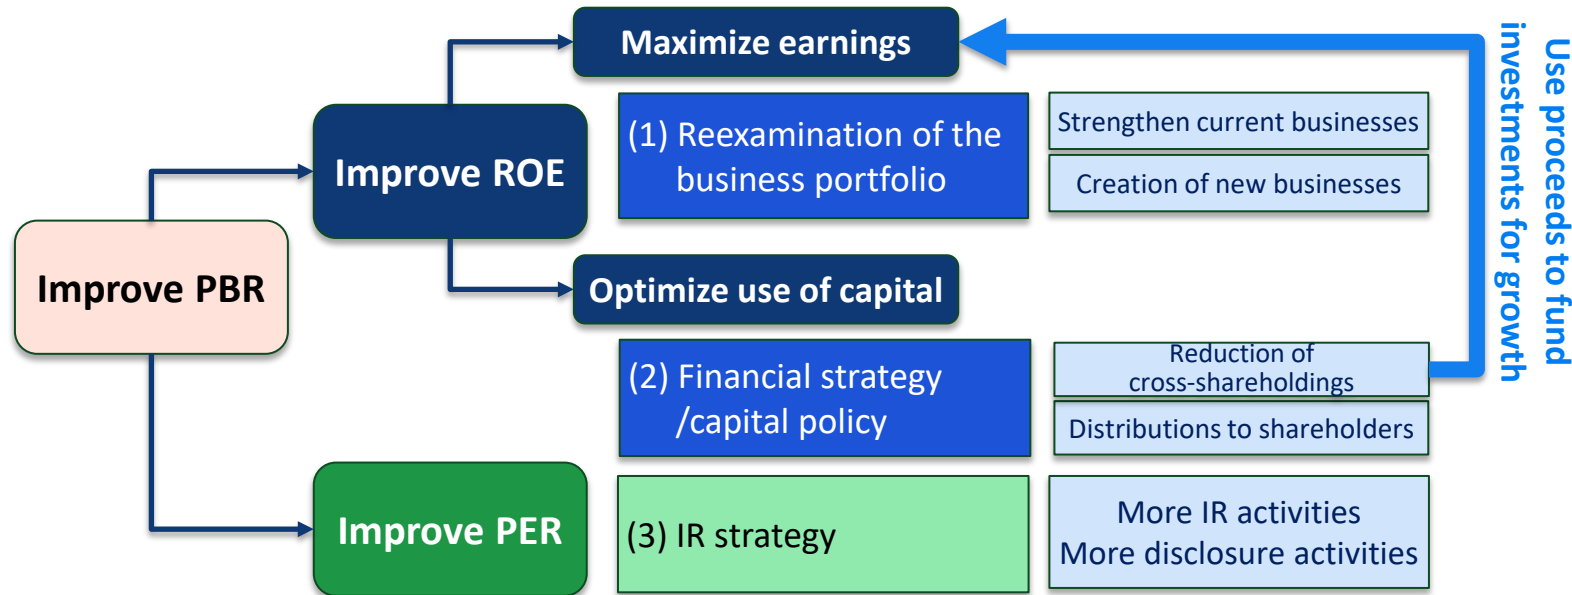 Improve PBR
Improve ROE
Maximize earnings
(1) Reexamination of the
business portfolio
Strengthen current businesses
Creation of new businesses
Optimize use of capital
(2) Financial strategy
/capital policy
Reduction of
cross-shareholdings
Distributions to shareholders
Use proceeds to fund
investments for growth
Improve PER
(3) IR strategy
More IR activities
More disclosure activities